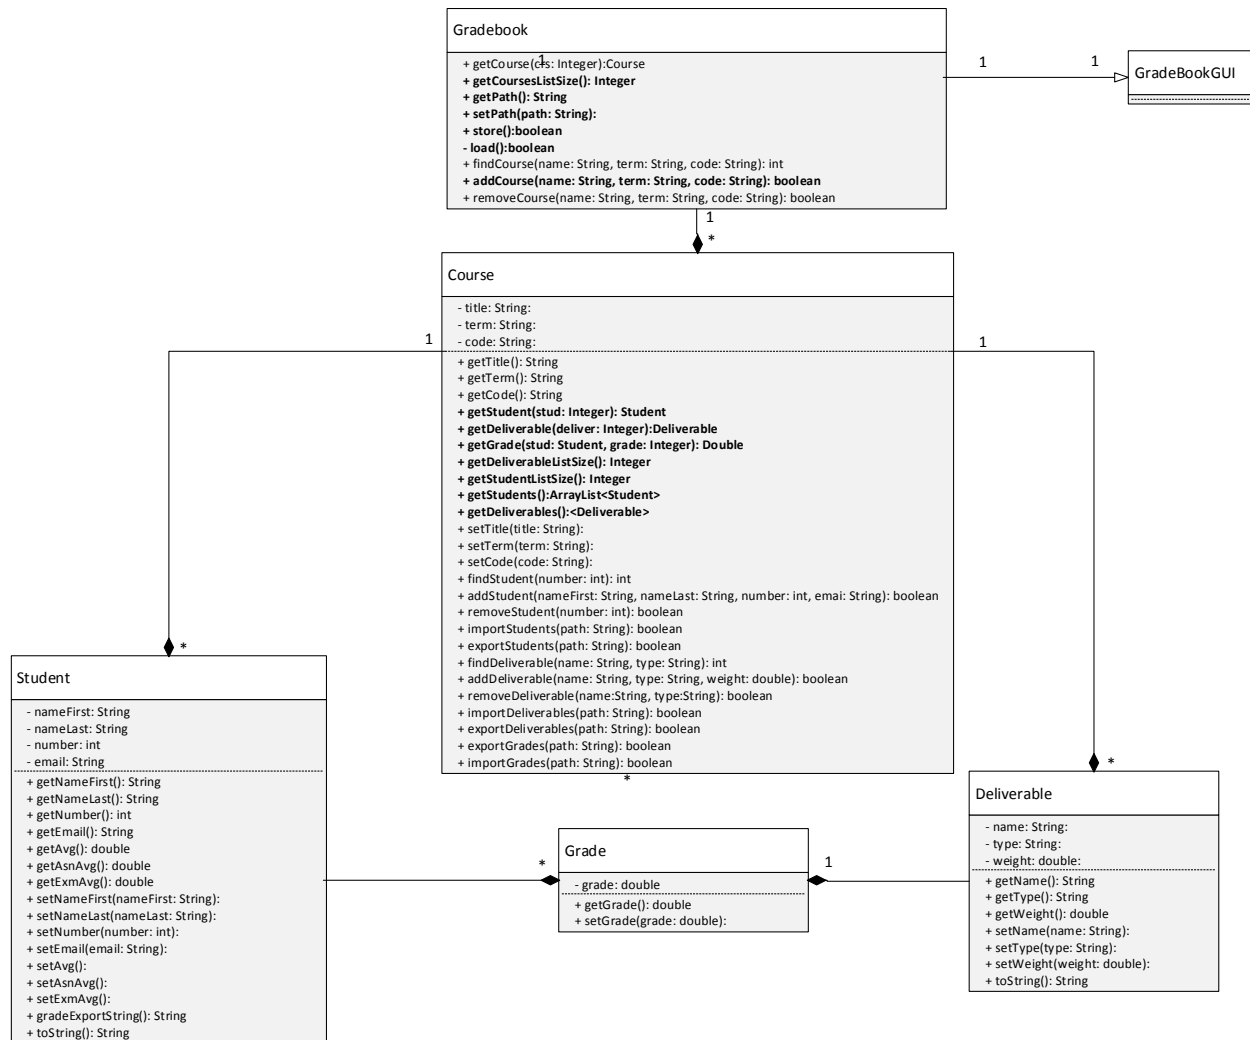 Gradebook
+ getCourse(crs: Integer):Course
1
+ getCoursesListSize(): Integer
+ getPath(): String
+ setPath(path: String):
+ store():boolean
- load():boolean
+ findCourse(name: String, term: String, code: String): int
+ addCourse(name: String, term: String, code: String): boolean
+ removeCourse(name: String, term: String, code: String): boolean
1
1
GradeBookGUI
1
*
Course
- title: String:
- term: String:
- code: String:
+ getTitle(): String
+ getTerm(): String
+ getCode(): String
+ getStudent(stud: Integer): Student
+ getDeliverable(deliver: Integer):Deliverable
+ getGrade(stud: Student, grade: Integer): Double
+ getDeliverableListSize(): Integer
+ getStudentListSize(): Integer
+ getStudents():ArrayList<Student>
+ getDeliverables():<Deliverable>
+ setTitle(title: String):
+ setTerm(term: String):
+ setCode(code: String):
+ findStudent(number: int): int
+ addStudent(nameFirst: String, nameLast: String, number: int, emai: String): boolean
+ removeStudent(number: int): boolean
+ importStudents(path: String): boolean
+ exportStudents(path: String): boolean
+ findDeliverable(name: String, type: String): int
+ addDeliverable(name: String, type: String, weight: double): boolean
+ removeDeliverable(name:String, type:String): boolean
+ importDeliverables(path: String): boolean
+ exportDeliverables(path: String): boolean
+ exportGrades(path: String): boolean
+ importGrades(path: String): boolean
*
1
1
*
*
Student
- nameFirst: String
- nameLast: String
- number: int
- email: String
+ getNameFirst(): String
+ getNameLast(): String
+ getNumber(): int
+ getEmail(): String
+ getAvg(): double
+ getAsnAvg(): double
+ getExmAvg(): double
+ setNameFirst(nameFirst: String):
+ setNameLast(nameLast: String):
+ setNumber(number: int):
+ setEmail(email: String):
+ setAvg():
+ setAsnAvg():
+ setExmAvg():
+ gradeExportString(): String
+ toString(): String
*
Grade
- grade: double
+ getGrade(): double
+ setGrade(grade: double):
1
Deliverable
- name: String:
- type: String:
- weight: double:
+ getName(): String
+ getType(): String
+ getWeight(): double
+ setName(name: String):
+ setType(type: String):
+ setWeight(weight: double):
+ toString(): String